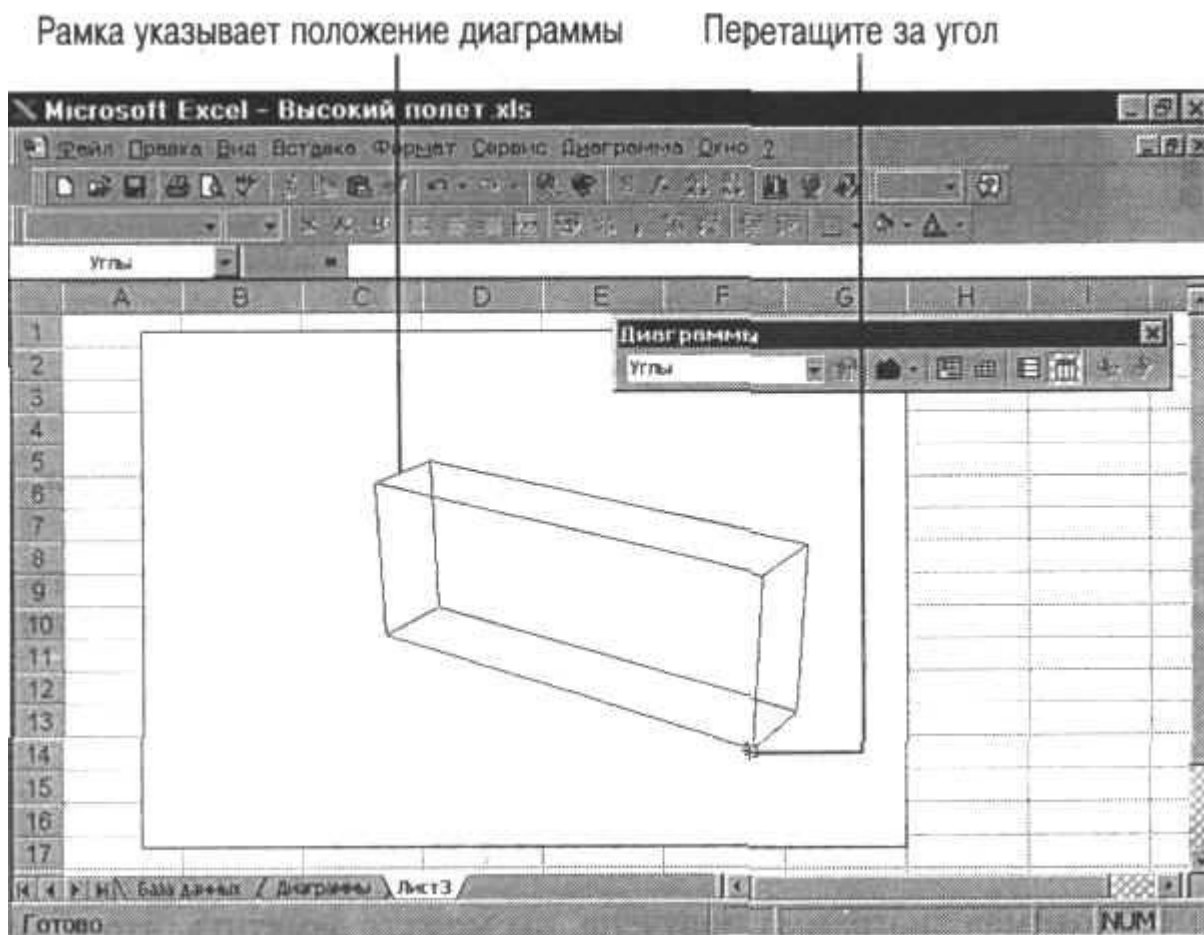 Рамка указывает положение диаграммы
Перетащите за угол
Microsoft Excel - Высокий полет.xls
Файл Правка Вид Вставка Формат Сервис Диаграмма Окно ?
Углы
=
A B C D E F G H I
Диаграммы
Углы
1
2
3
4
5
6
7
8
9
10
11
12
13
14
15
16
17
База данных / Диаграммы \ Лист3 /
Готово
NUM